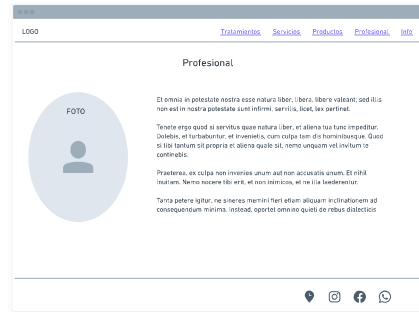 LOGO
Tratamientos Servicios Productos Profesional Info
Profesional
FOTO
Et omnia in potestate nostra esse natura liber, libera, libere valeant; sed illis
non est in nostra potestate sunt infirmi, servilis, licet, lex pertinet.
Tenete ergo quod si servitus quae natura liber, et aliena tua tunc impeditur.
Dolebis, et turbabuntur, et invenietis, cum culpa tam dis hominibusque. Quod
si tibi tantum sit propria et aliena quale sit, nemo unquam vel invitum te
continebis.
Praeterea, ex culpa non invenies unum aut non accusatis unum. Et nihil
inuitam. Nemo nocere tibi erit, et non inimicos, et ne illa laederentur.
Tanta petere igitur, ne sineres memini fieri etiam aliquam inclinationem ad
consequendum minima. Instead, oportet omnino quieti de rebus dialecticis